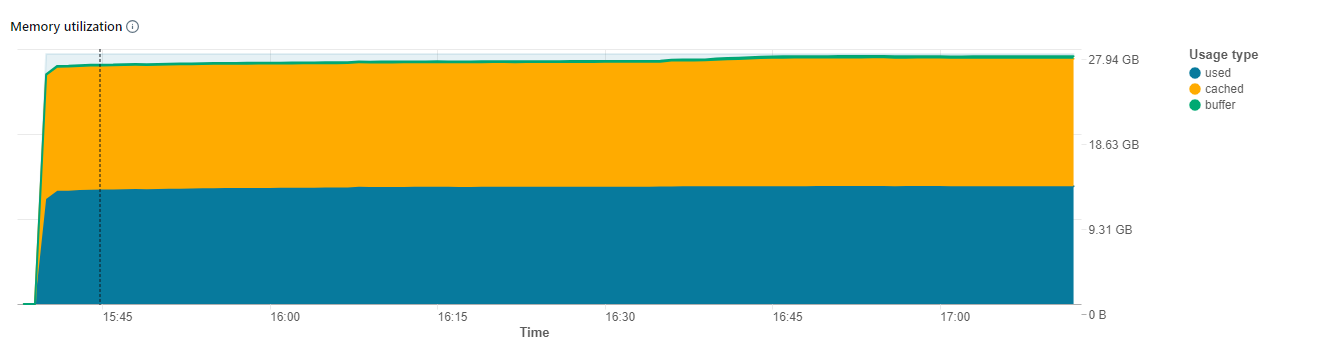 Memory utilization
Usage type
used
cached
buffer
27.94 GB
18.63 GB
9.31 GB
0 B
15:45 16:00 16:15 16:30 16:45 17:00
Time